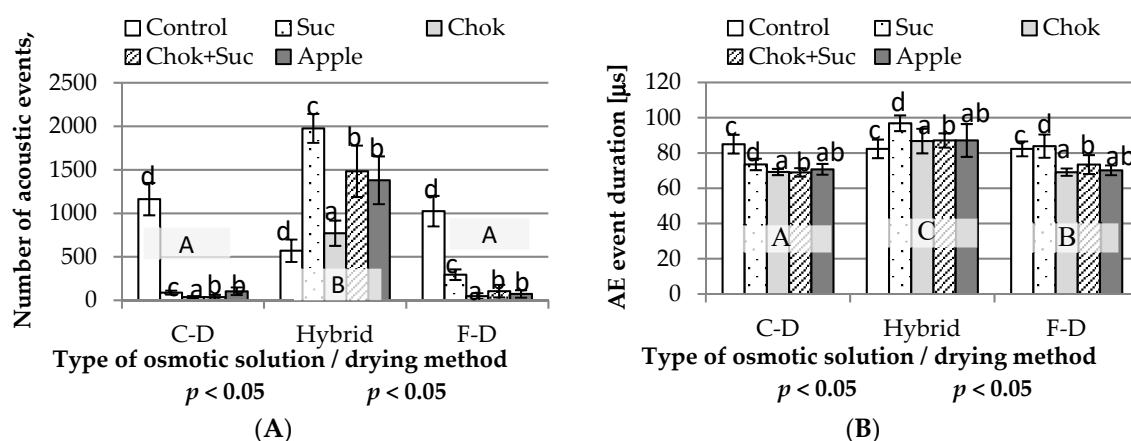 Number of acoustic events,
Control Suc Chok
Chok+Suc Apple
2500
2000
1500
1000
500
0
d c a b b
d c a b b
d c a b b
A B A
C-D Hybrid F-D
Type of osmotic solution / drying method
p < 0.05 p < 0.05
(A)
AE event duration [µs]
Control Suc Chok
Chok+Suc Apple
120
100
80
60
40
20
0
c d a b ab
c d a b ab
c d a b ab
A C B
C-D Hybrid F-D
Type of osmotic solution / drying method
p < 0.05 p < 0.05
(B)